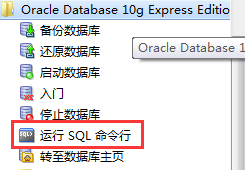 Oracle Database 10g Express Editio
备份数据库
还原数据库
Oracle Database 1
启动数据库
入门
停止数据库
SQL
运行 SQL 命令行
转至数据库主页